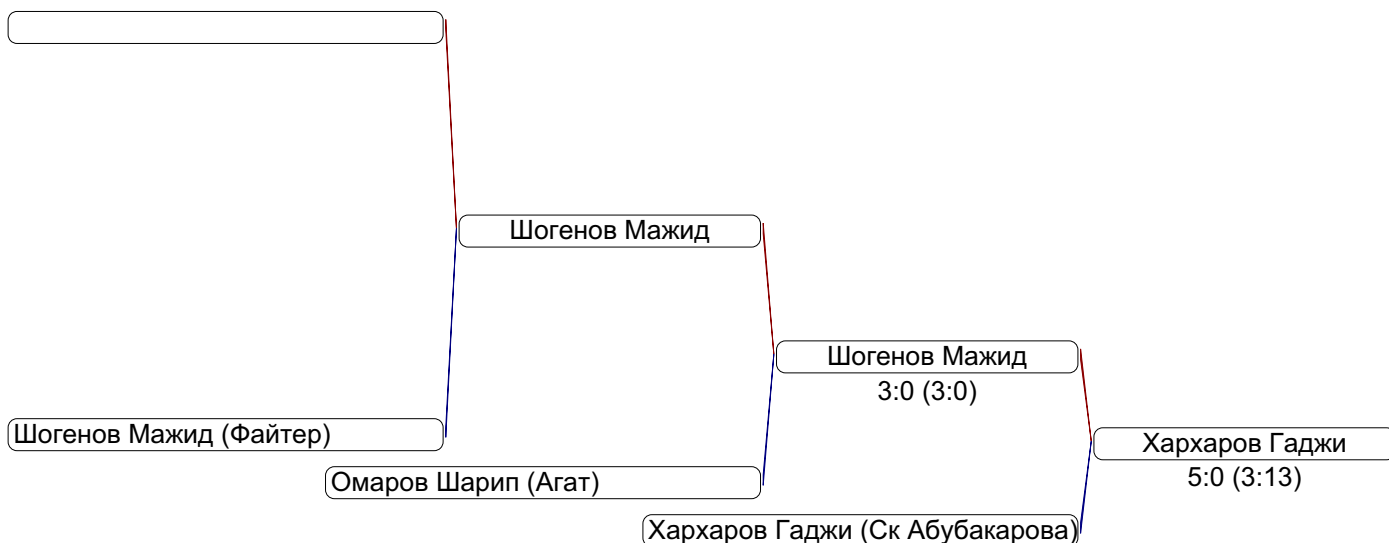 Шогенов Мажид
Шогенов Мажид
3:0 (3:0)
Шогенов Мажид (Файтер)
Хархаров Гаджи
5:0 (3:13)
Омаров Шарип (Агат)
Хархаров Гаджи (Ск Абубакарова)